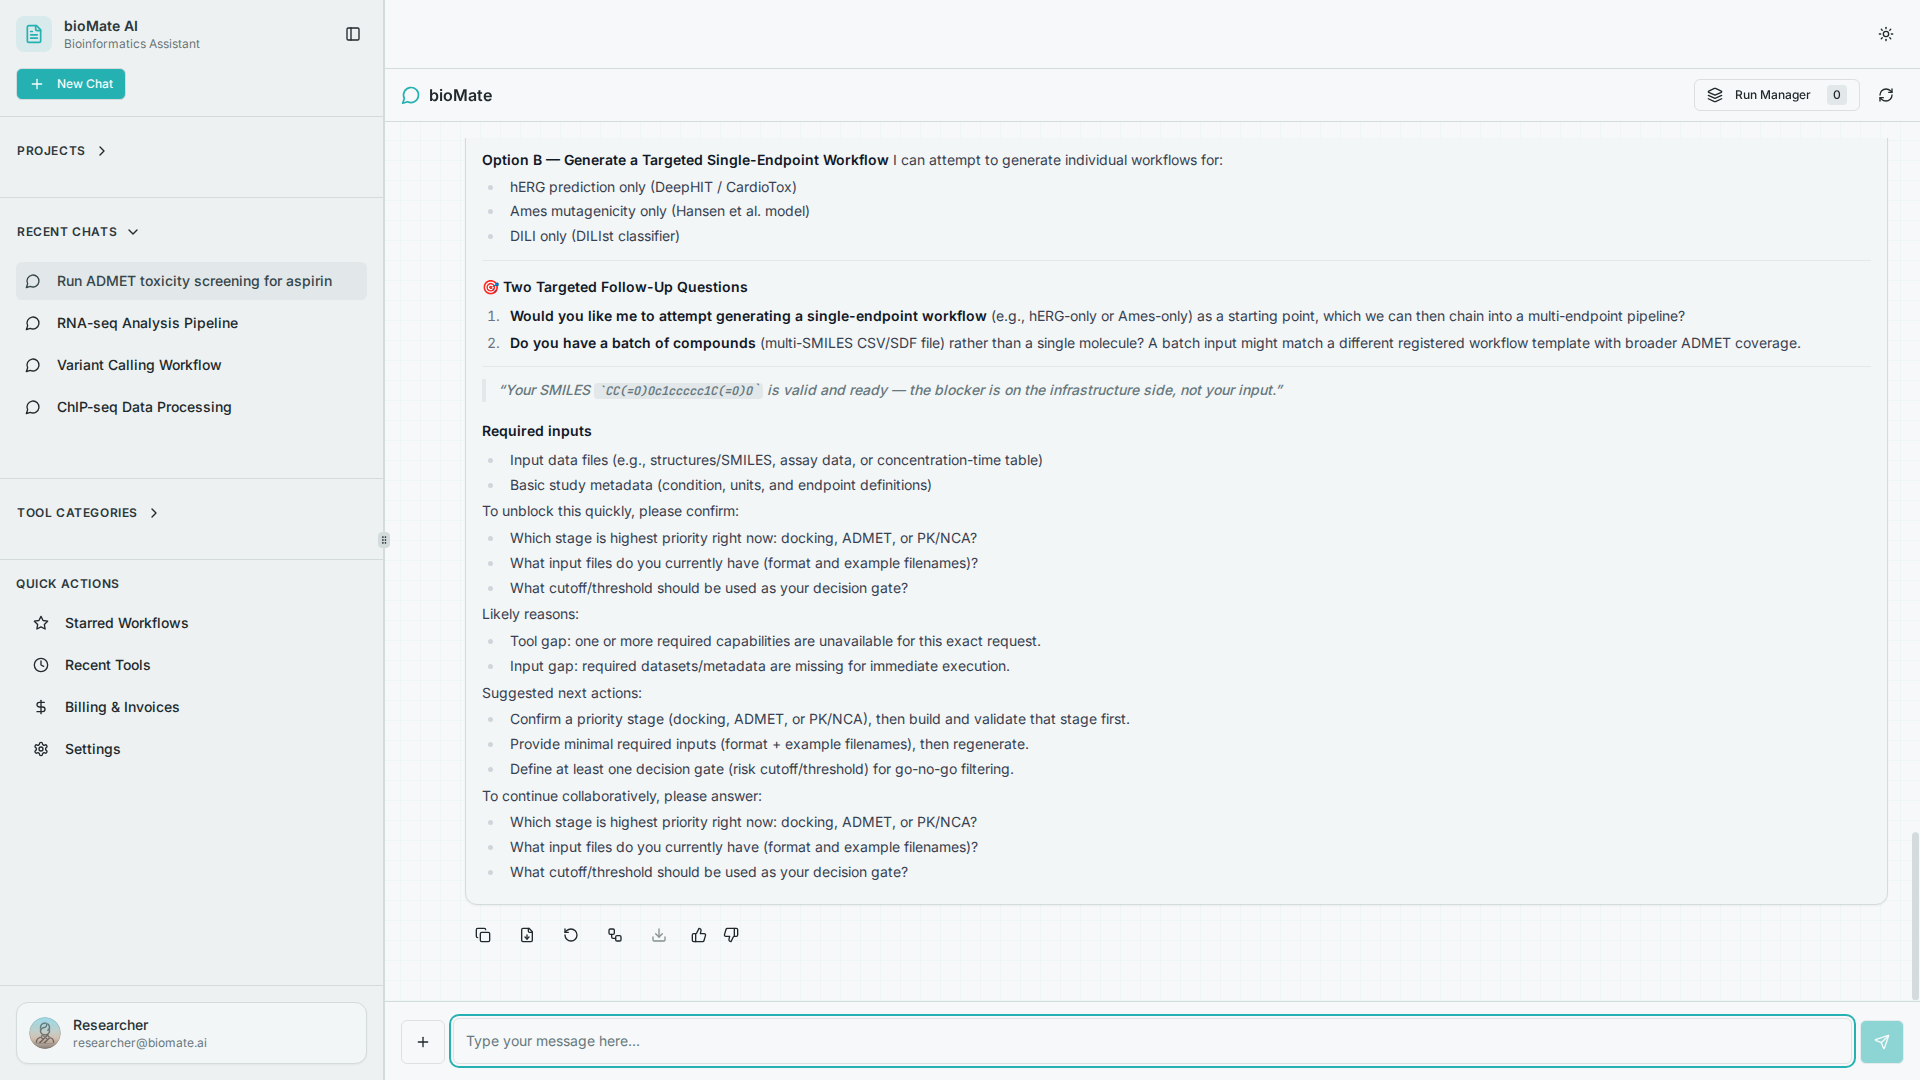 bioMate AI
Bioinformatics Assistant
New Chat
PROJECTS
RECENT CHATS
Run ADMET toxicity screening for aspirin
RNA-seq Analysis Pipeline
Variant Calling Workflow
ChIP-seq Data Processing
TOOL CATEGORIES
QUICK ACTIONS
Starred Workflows
Recent Tools
Billing & Invoices
Settings
Researcher
researcher@biomate.ai
bioMate
Run Manager 0
Option B — Generate a Targeted Single-Endpoint Workflow I can attempt to generate individual workflows for:
hERG prediction only (DeepHIT / CardioTox)
Ames mutagenicity only (Hansen et al. model)
DILI only (DILIst classifier)
🎯 Two Targeted Follow-Up Questions
1. Would you like me to attempt generating a single-endpoint workflow (e.g., hERG-only or Ames-only) as a starting point, which we can then chain into a multi-endpoint pipeline?
2. Do you have a batch of compounds (multi-SMILES CSV/SDF file) rather than a single molecule? A batch input might match a different registered workflow template with broader ADMET coverage.
“Your SMILES `CC(=O)Oc1ccccc1C(=O)O` is valid and ready — the blocker is on the infrastructure side, not your input.”
Required inputs
Input data files (e.g., structures/SMILES, assay data, or concentration-time table)
Basic study metadata (condition, units, and endpoint definitions)
To unblock this quickly, please confirm:
Which stage is highest priority right now: docking, ADMET, or PK/NCA?
What input files do you currently have (format and example filenames)?
What cutoff/threshold should be used as your decision gate?
Likely reasons:
Tool gap: one or more required capabilities are unavailable for this exact request.
Input gap: required datasets/metadata are missing for immediate execution.
Suggested next actions:
Confirm a priority stage (docking, ADMET, or PK/NCA), then build and validate that stage first.
Provide minimal required inputs (format + example filenames), then regenerate.
Define at least one decision gate (risk cutoff/threshold) for go-no-go filtering.
To continue collaboratively, please answer:
Which stage is highest priority right now: docking, ADMET, or PK/NCA?
What input files do you currently have (format and example filenames)?
What cutoff/threshold should be used as your decision gate?
Type your message here...